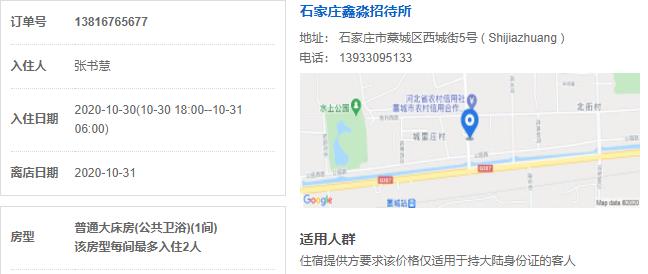 订单号 13816765677
入住人 张书慧
入住日期 2020-10-30(10-30 18:00--10-31
06:00)
离店日期 2020-10-31
房型 普通大床房(公共卫浴)(1间)
该房型每间最多入住2人
石家庄鑫淼招待所
地址： 石家庄市藁城区西城街5号 ( Shijiazhuang )
电话： 13933095133
水上公园
河北省农村信用社
藁城市农村信用合作...
北街村
城里庄村
G307
G307
藁城站
Google
Map data ©2020
适用人群
住宿提供方要求该价格仅适用于持大陆身份证的客人